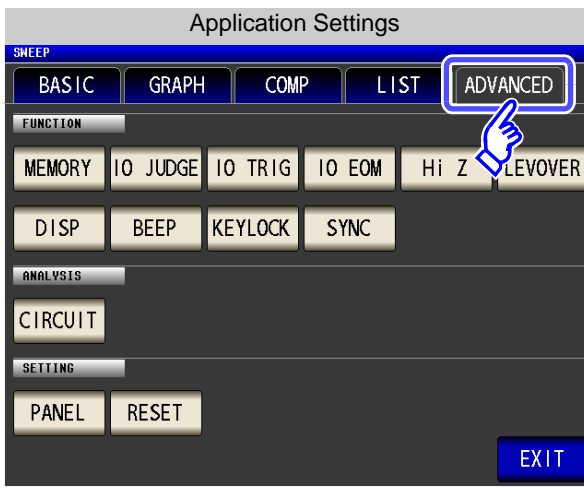 Application Settings
SWEEP
BASIC GRAPH COMP LIST ADVANCED
FUNCTION
MEMORY IO JUDGE IO TRIG IO EOM Hi Z LEVOVER
DISP BEEP KEYLOCK SYNC
ANALYSIS
CIRCUIT
SETTING
PANEL RESET
EXIT